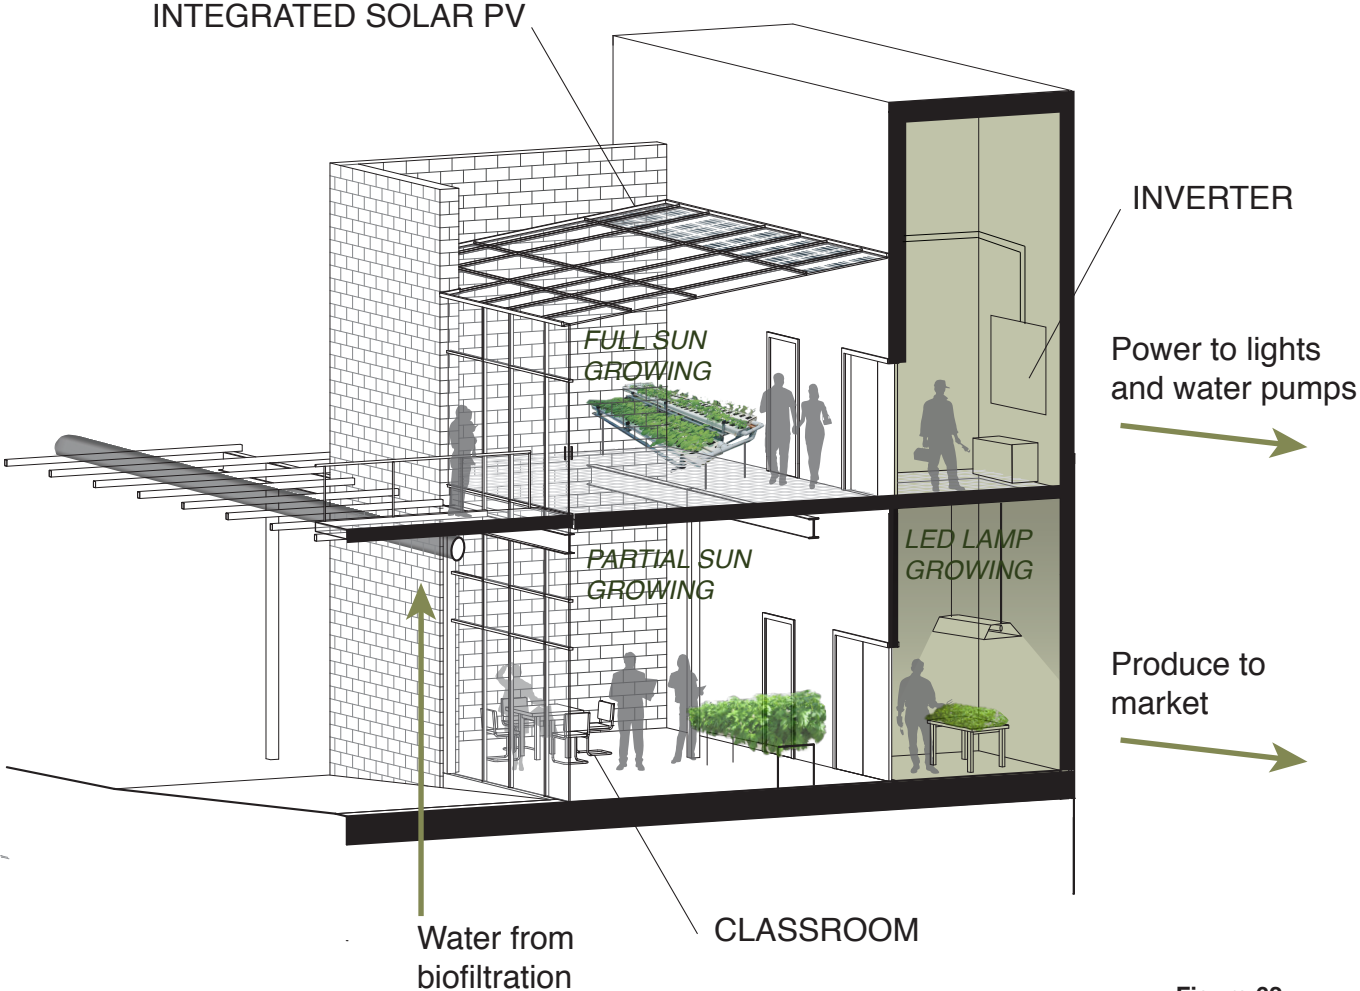 INTEGRATED SOLAR PV
INVERTER
FULL SUN
GROWING
Power to lights
and water pumps
PARTIAL SUN
GROWING
LED LAMP
GROWING
Produce to
market
CLASSROOM
Water from
biofiltration